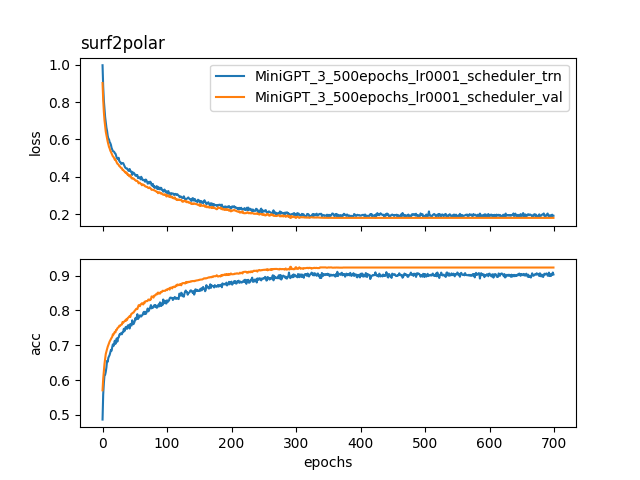 surf2polar
MiniGPT_3_500epochs_lr0001_scheduler_trn
MiniGPT_3_500epochs_lr0001_scheduler_val
1.0
0.8
0.6
0.4
0.2
loss
0.9
0.8
0.7
0.6
0.5
acc
0 100 200 300 400 500 600 700
epochs